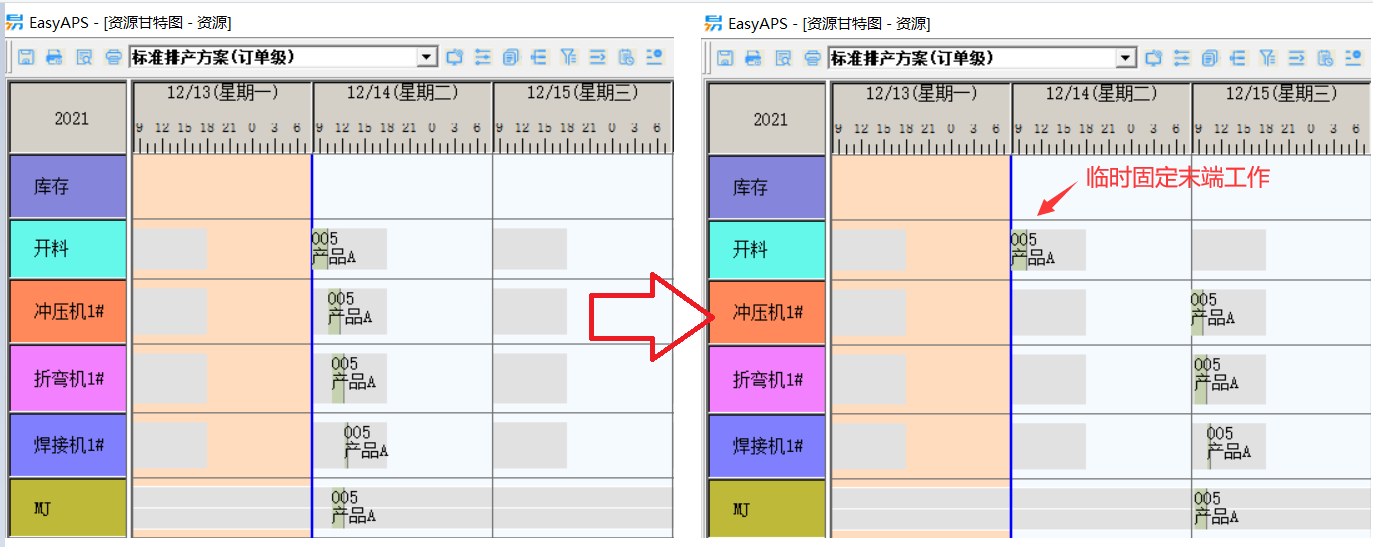 EasyAPS - [资源甘特图 - 资源]
标准排产方案(订单级)
2021
12/13(星期一) 12/14(星期二) 12/15(星期三)
9 12 15 18 21 0 3 6 9 12 15 18 21 0 3 6 9 12 15 18 21 0 3 6
库存
开料
005
产品A
冲压机1#
005
产品A
折弯机1#
005
产品A
焊接机1#
005
产品A
MJ
005
产品A
EasyAPS - [资源甘特图 - 资源]
标准排产方案(订单级)
2021
12/13(星期一) 12/14(星期二) 12/15(星期三)
9 12 15 18 21 0 3 6 9 12 15 18 21 0 3 6 9 12 15 18 21 0 3 6
临时固定末端工作
库存
开料
005
产品A
冲压机1#
005
产品A
折弯机1#
005
产品A
焊接机1#
005
产品A
MJ
005
产品A